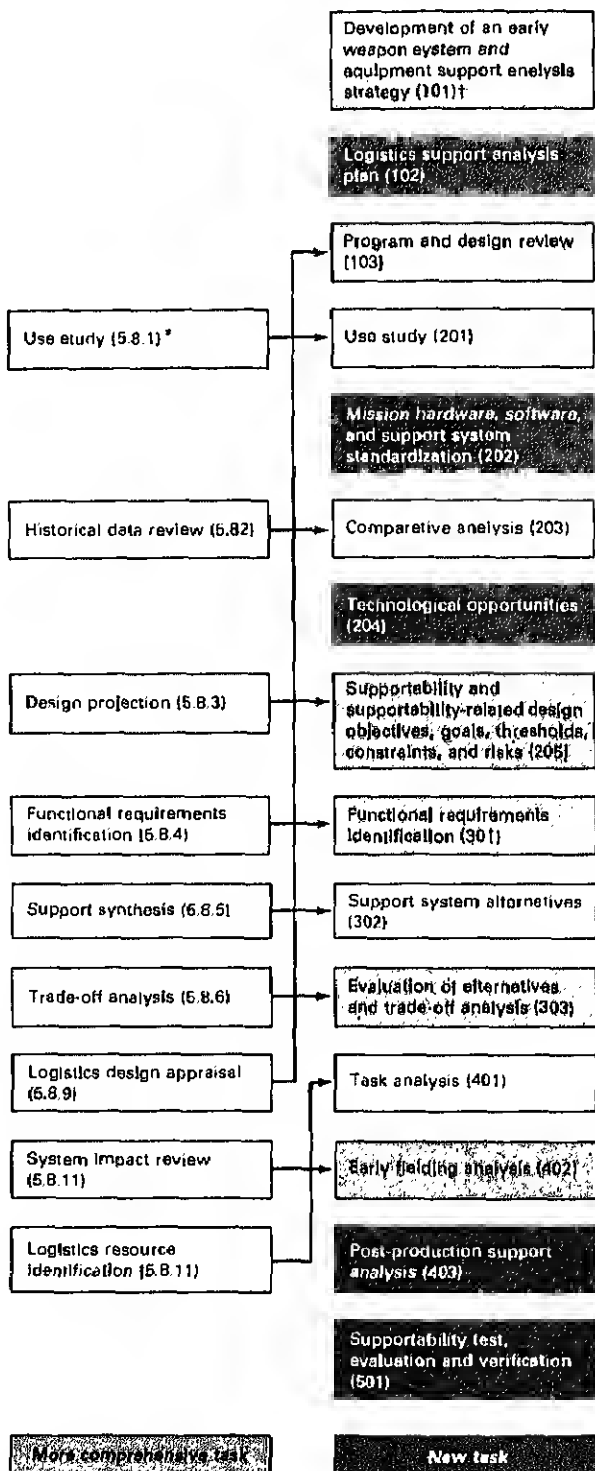 Development of an early
weapon eystem and
equipment support enelysis
strategy (101)†
Logistics support analysis
plan (102)
Program and design review
(103)
Use etudy (5.8.1)*
Use study (201)
Mission hardware, software,
and support system
standardization (202)
Historical data review (5.82)
Comparetive analysis (203)
Technological opportunities
(204)
Design projection (5.8.3)
Supportability and
supportability-related design
objectives, goals, thresholds,
constraints, and risks (205)
Functional requirements
identification (5.8.4)
Functional requirements
identification (301)
Support synthesis (5.8.5)
Support system alternatives
(302)
Trade-off analysis (5.8.6)
Evaluation of alternatives
and trade-off analysis (303)
Logistics design appraisal
(5.8.9)
Task analysis (401)
System impact review
(5.8.11)
Early fielding analysis (402)
Logistics resource
identification (5.8.11)
Post-production support
analysis (403)
Supportability test,
evaluation and verification
(501)
More comprehensive task
New task